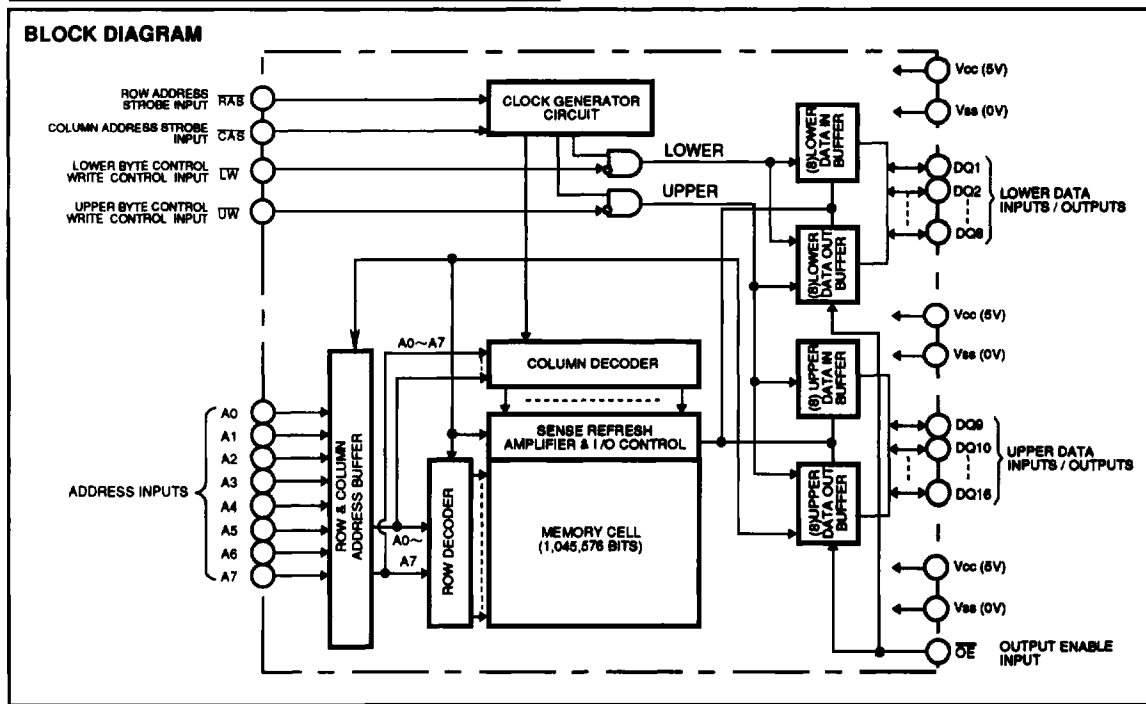 BLOCK DIAGRAM
ROW ADDRESS
STROBE INPUT RAS
COLUMN ADDRESS STROBE
INPUT CAS
LOWER BYTE CONTROL
WRITE CONTROL INPUT LW
UPPER BYTE CONTROL
WRITE CONTROL INPUT UW
ADDRESS INPUTS
A0
A1
A2
A3
A4
A5
A6
A7
ROW & COLUMN
ADDRESS BUFFER
CLOCK GENERATOR
CIRCUIT
LOWER
UPPER
A0~A7
COLUMN DECODER
SENSE REFRESH
AMPLIFIER & I/O CONTROL
A0~
A7
ROW DECODER
MEMORY CELL
(1,045,576 BITS)
(8)LOWER
DATA IN
BUFFER
(8)LOWER
DATA OUT
BUFFER
(8) UPPER
DATA IN
BUFFER
(8)UPPER
DATA OUT
BUFFER
Vcc (5V)
Vss (0V)
DQ1
DQ2
DQ8
LOWER DATA
INPUTS / OUTPUTS
Vcc (5V)
Vss (0V)
DQ9
DQ10
DQ16
UPPER DATA
INPUTS / OUTPUTS
Vcc (5V)
Vss (0V)
OE OUTPUT ENABLE
INPUT